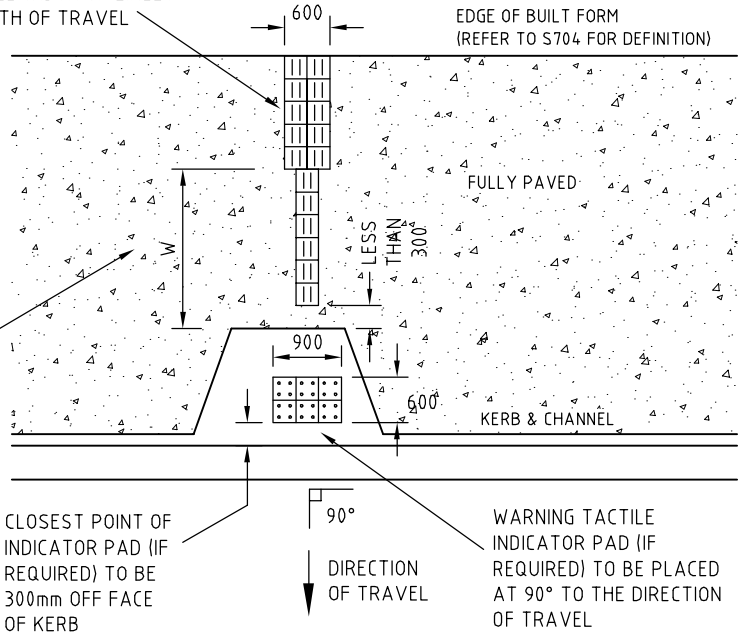 TH OF TRAVEL
600
EDGE OF BUILT FORM
(REFER TO S704 FOR DEFINITION)
FULLY PAVED
W
LESS
THAN
300
900
600
KERB & CHANNEL
90°
CLOSEST POINT OF
INDICATOR PAD (IF
REQUIRED) TO BE
300mm OFF FACE
OF KERB
DIRECTION
OF TRAVEL
WARNING TACTILE
INDICATOR PAD (IF
REQUIRED) TO BE PLACED
AT 90° TO THE DIRECTION
OF TRAVEL